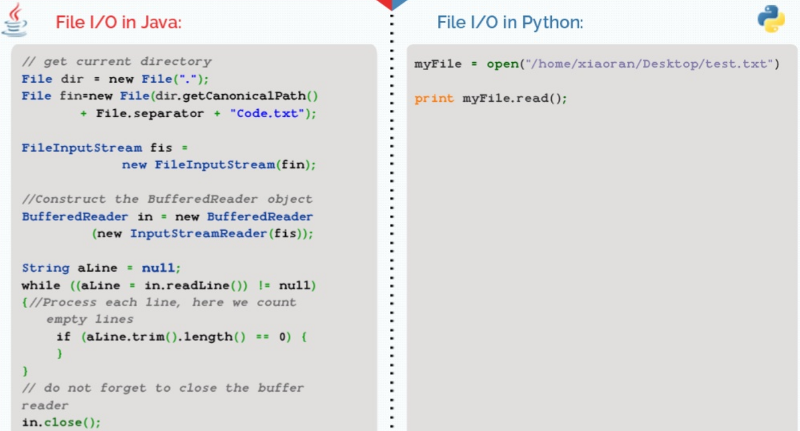 File I/O in Java:
// get current directory
File dir = new File(".");
File fin=new File(dir.getCanonicalPath()
+ File.separator + "Code.txt");
FileInputStream fis =
new FileInputStream(fin);
//Construct the BufferedReader object
BufferedReader in = new BufferedReader
(new InputStreamReader(fis));
String aLine = null;
while ((aLine = in.readLine()) != null)
{//Process each line, here we count
empty lines
if (aLine.trim().length() == 0) {
}
}
// do not forget to close the buffer
reader
in.close();
File I/O in Python:
myFile = open("/home/xiaoran/Desktop/test.txt")
print myFile.read();